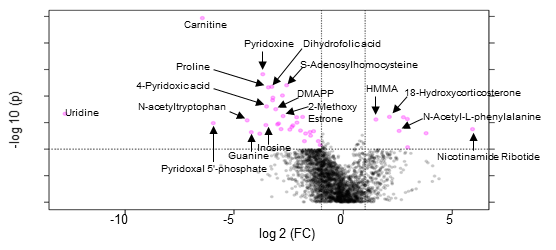 Carnitine
Pyridoxine
Dihydrofolic acid
Proline
S-Adenosylhomocysteine
4-Pyridoxic acid
DMAPP
HMMA
18-Hydroxycorticosterone
N-acetyltryptophan
2-Methoxy
Estrone
N-Acetyl-L-phenylalanine
Uridine
Inosine
Guanine
Nicotinamide Ribotide
Pyridoxal 5'-phosphate
-log 10 (p)
-10
-5
0
5
log 2 (FC)